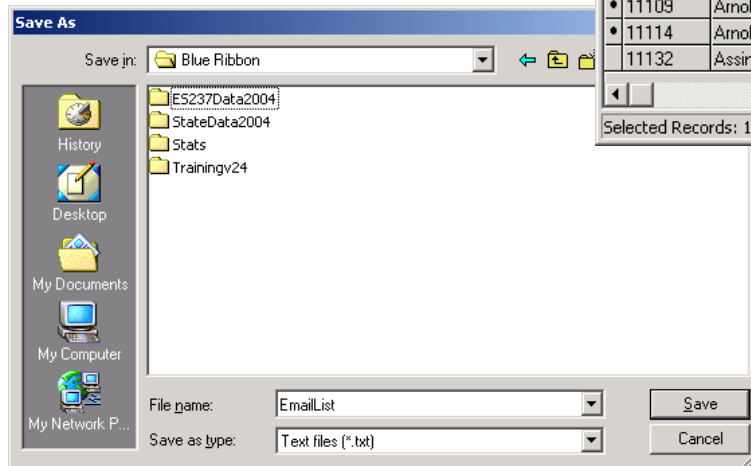 Save As
Save in: Blue Ribbon
ES237Data2004
StateData2004
Stats
Trainingv24
History
Desktop
My Documents
My Computer
My Network P...
File name: EmailList
Save
Save as type: Text files (*.txt)
Cancel
11109
11114
11132
Selected Records: 1